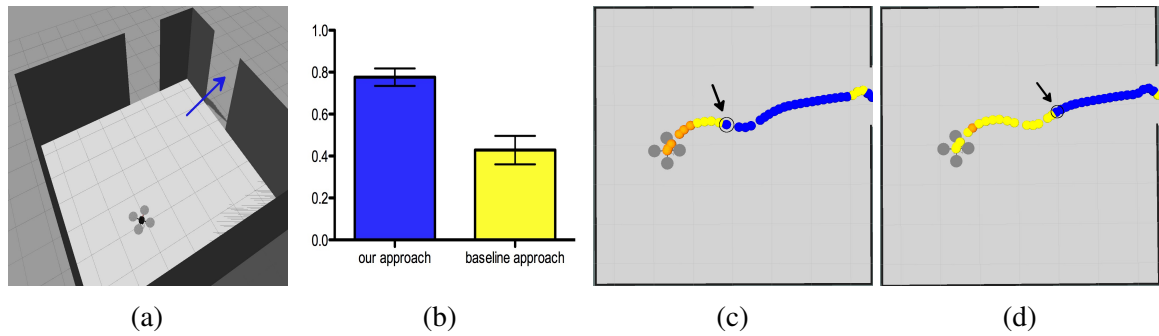 1.0
0.8
0.6
0.4
0.2
0.0
our approach
baseline approach
(a)
(b)
(c)
(d)